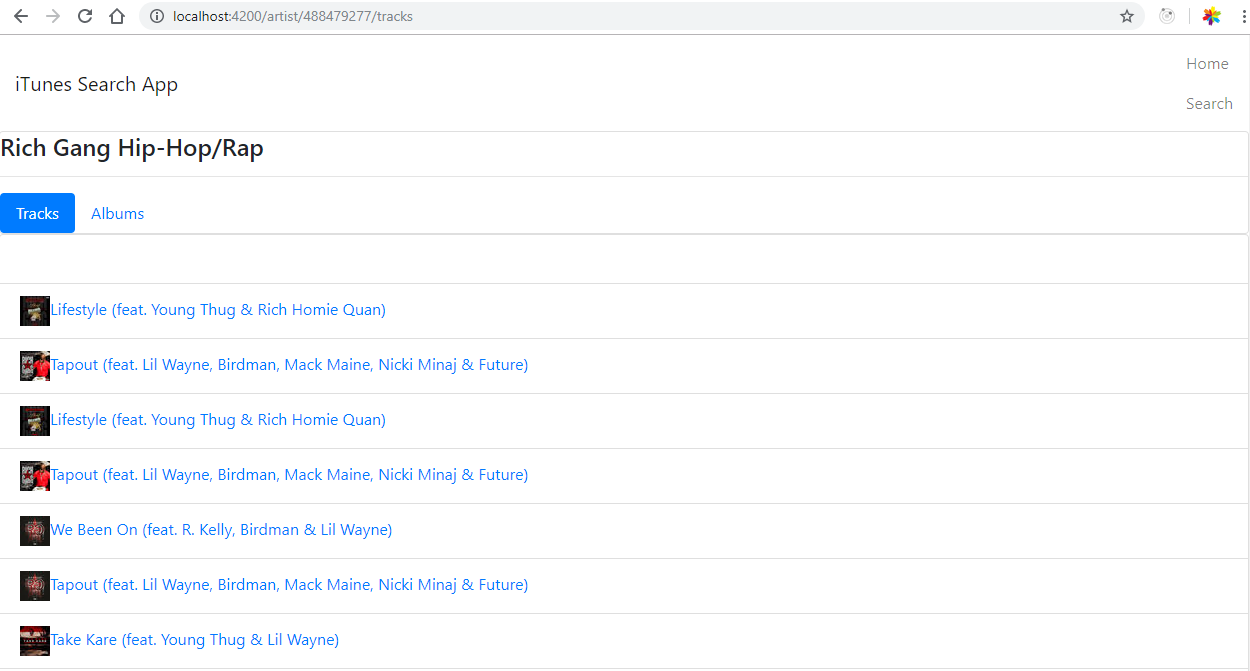 localhost:4200/artist/488479277/tracks
Home
iTunes Search App
Search
Rich Gang Hip-Hop/Rap
Tracks Albums
Lifestyle (feat. Young Thug & Rich Homie Quan)
Tapout (feat. Lil Wayne, Birdman, Mack Maine, Nicki Minaj & Future)
Lifestyle (feat. Young Thug & Rich Homie Quan)
Tapout (feat. Lil Wayne, Birdman, Mack Maine, Nicki Minaj & Future)
We Been On (feat. R. Kelly, Birdman & Lil Wayne)
Tapout (feat. Lil Wayne, Birdman, Mack Maine, Nicki Minaj & Future)
Take Kare (feat. Young Thug & Lil Wayne)